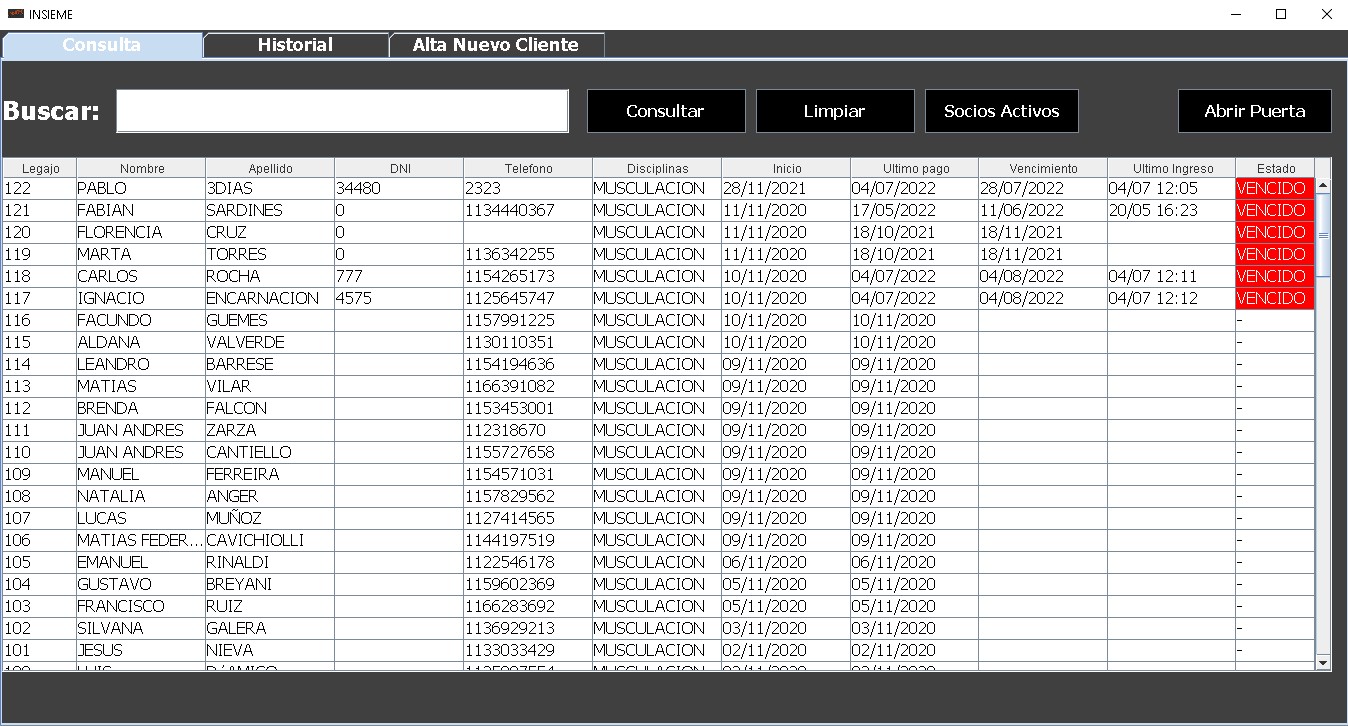 INSIEME
Consulta Historial Alta Nuevo Cliente
Buscar: Consultar Limpiar Socios Activos Abrir Puerta
Legajo Nombre Apellido DNI Telefono Disciplinas Inicio Ultimo pago Vencimiento Ultimo Ingreso Estado
122 PABLO 3DIAS 34480 2323 MUSCULACION 28/11/2021 04/07/2022 28/07/2022 04/07 12:05 VENCIDO
121 FABIAN SARDINES 0 1134440367 MUSCULACION 11/11/2020 17/05/2022 11/06/2022 20/05 16:23 VENCIDO
120 FLORENCIA CRUZ 0 MUSCULACION 11/11/2020 18/10/2021 18/11/2021 VENCIDO
119 MARTA TORRES 0 1136342255 MUSCULACION 11/11/2020 18/10/2021 18/11/2021 VENCIDO
118 CARLOS ROCHA 777 1154265173 MUSCULACION 10/11/2020 04/07/2022 04/08/2022 04/07 12:11 VENCIDO
117 IGNACIO ENCARNACION 4575 1125645747 MUSCULACION 10/11/2020 04/07/2022 04/08/2022 04/07 12:12 VENCIDO
116 FACUNDO GUEMES 1157991225 MUSCULACION 10/11/2020 10/11/2020 -
115 ALDANA VALVERDE 1130110351 MUSCULACION 10/11/2020 10/11/2020 -
114 LEANDRO BARRESE 1154194636 MUSCULACION 09/11/2020 09/11/2020 -
113 MATIAS VILAR 1166391082 MUSCULACION 09/11/2020 09/11/2020 -
112 BRENDA FALCON 1153453001 MUSCULACION 09/11/2020 09/11/2020 -
111 JUAN ANDRES ZARZA 112318670 MUSCULACION 09/11/2020 09/11/2020 -
110 JUAN ANDRES CANTIELLO 1155727658 MUSCULACION 09/11/2020 09/11/2020 -
109 MANUEL FERREIRA 1154571031 MUSCULACION 09/11/2020 09/11/2020 -
108 NATALIA ANGER 1157829562 MUSCULACION 09/11/2020 09/11/2020 -
107 LUCAS MUÑOZ 1127414565 MUSCULACION 09/11/2020 09/11/2020 -
106 MATIAS FEDER... CAVICHIOLLI 1144197519 MUSCULACION 09/11/2020 09/11/2020 -
105 EMANUEL RINALDI 1122546178 MUSCULACION 06/11/2020 06/11/2020 -
104 GUSTAVO BREYANI 1159602369 MUSCULACION 05/11/2020 05/11/2020 -
103 FRANCISCO RUIZ 1166283692 MUSCULACION 05/11/2020 05/11/2020 -
102 SILVANA GALERA 1136929213 MUSCULACION 03/11/2020 03/11/2020 -
101 JESUS NIEVA 1133033429 MUSCULACION 02/11/2020 02/11/2020 -